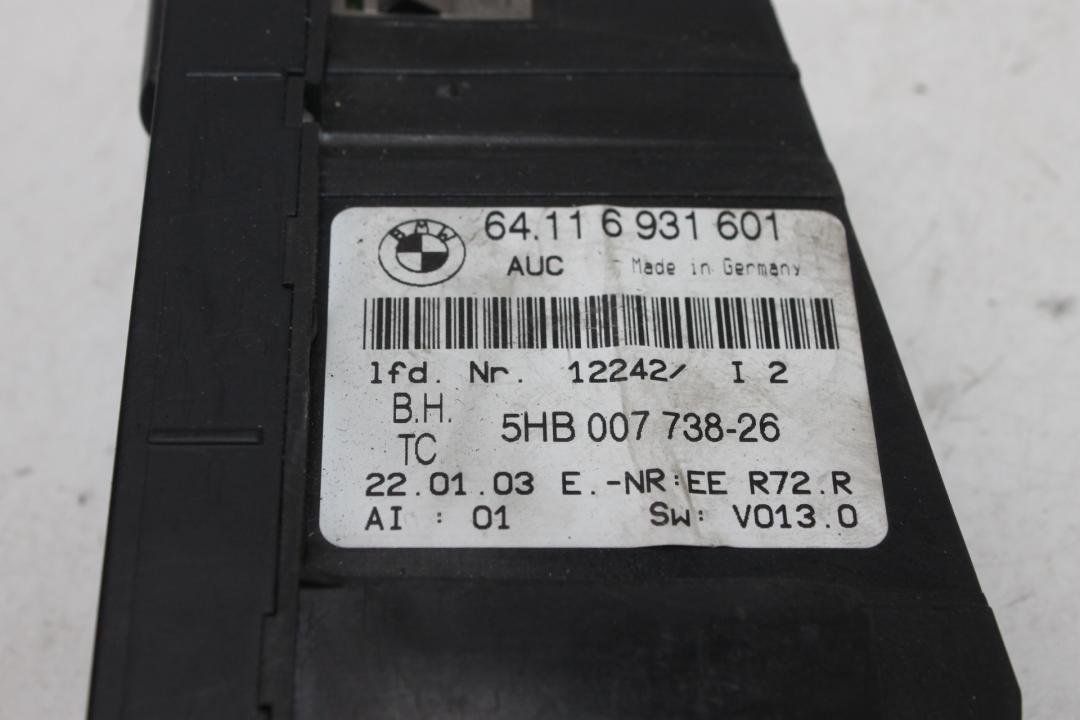 BMW
64.11 6 931 601
AUC Made in Germany
lfd. Nr. 12242/ I 2
B.H.
TC 5HB 007 738-26
22.01.03 E.-NR:EE R72.R
AI : 01 Sw: V013.0